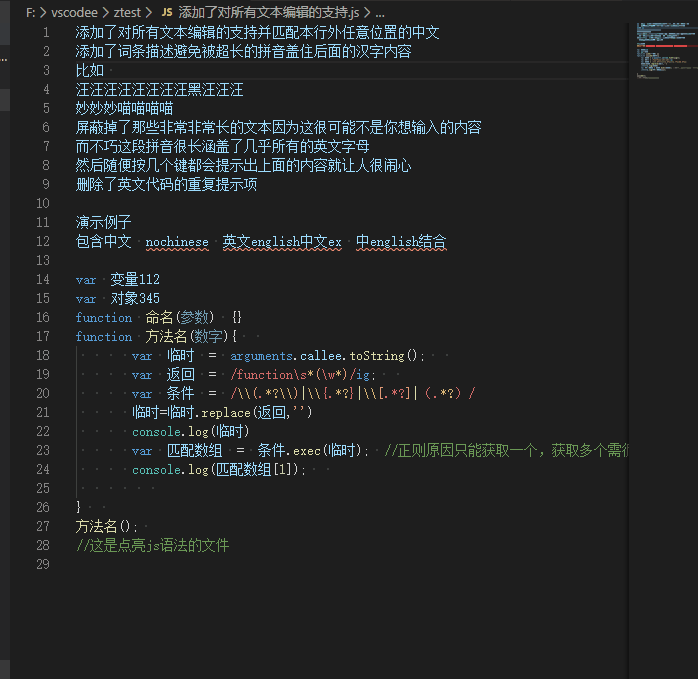 F: > vscodee > ztest > JS 添加了对所有文本编辑的支持.js > ...
1 添加了对所有文本编辑的支持并匹配本行外任意位置的中文
2 添加了词条描述避免被超长的拼音盖住后面的汉字内容
3 比如
4 汪汪汪汪汪汪汪汪黑汪汪汪
5 妙妙妙喵喵喵喵
6 屏蔽掉了那些非常非常长的文本因为这很可能不是你想输入的内容
7 而不巧这段拼音很长涵盖了几乎所有的英文字母
8 然后随便按几个键都会提示出上面的内容就让人很闹心
9 删除了英文代码的重复提示项
10
11 演示例子
12 包含中文 nochinese 英文english中文ex 中english结合
13
14 var 变量112
15 var 对象345
16 function 命名(参数) {}
17 function 方法名(数字){
18 var 临时 = arguments.callee.toString();
19 var 返回 = /function\s*(\w*)/ig;
20 var 条件 = /\\(.*?\\)|\\{.*?}|\\[.*?]|（.*?）/
21 临时=临时.replace(返回,'')
22 console.log(临时)
23 var 匹配数组 = 条件.exec(临时); //正则原因只能获取一个，获取多个需
24 console.log(匹配数组[1]);
25
26 }
27 方法名();
28 //这是点亮js语法的文件
29